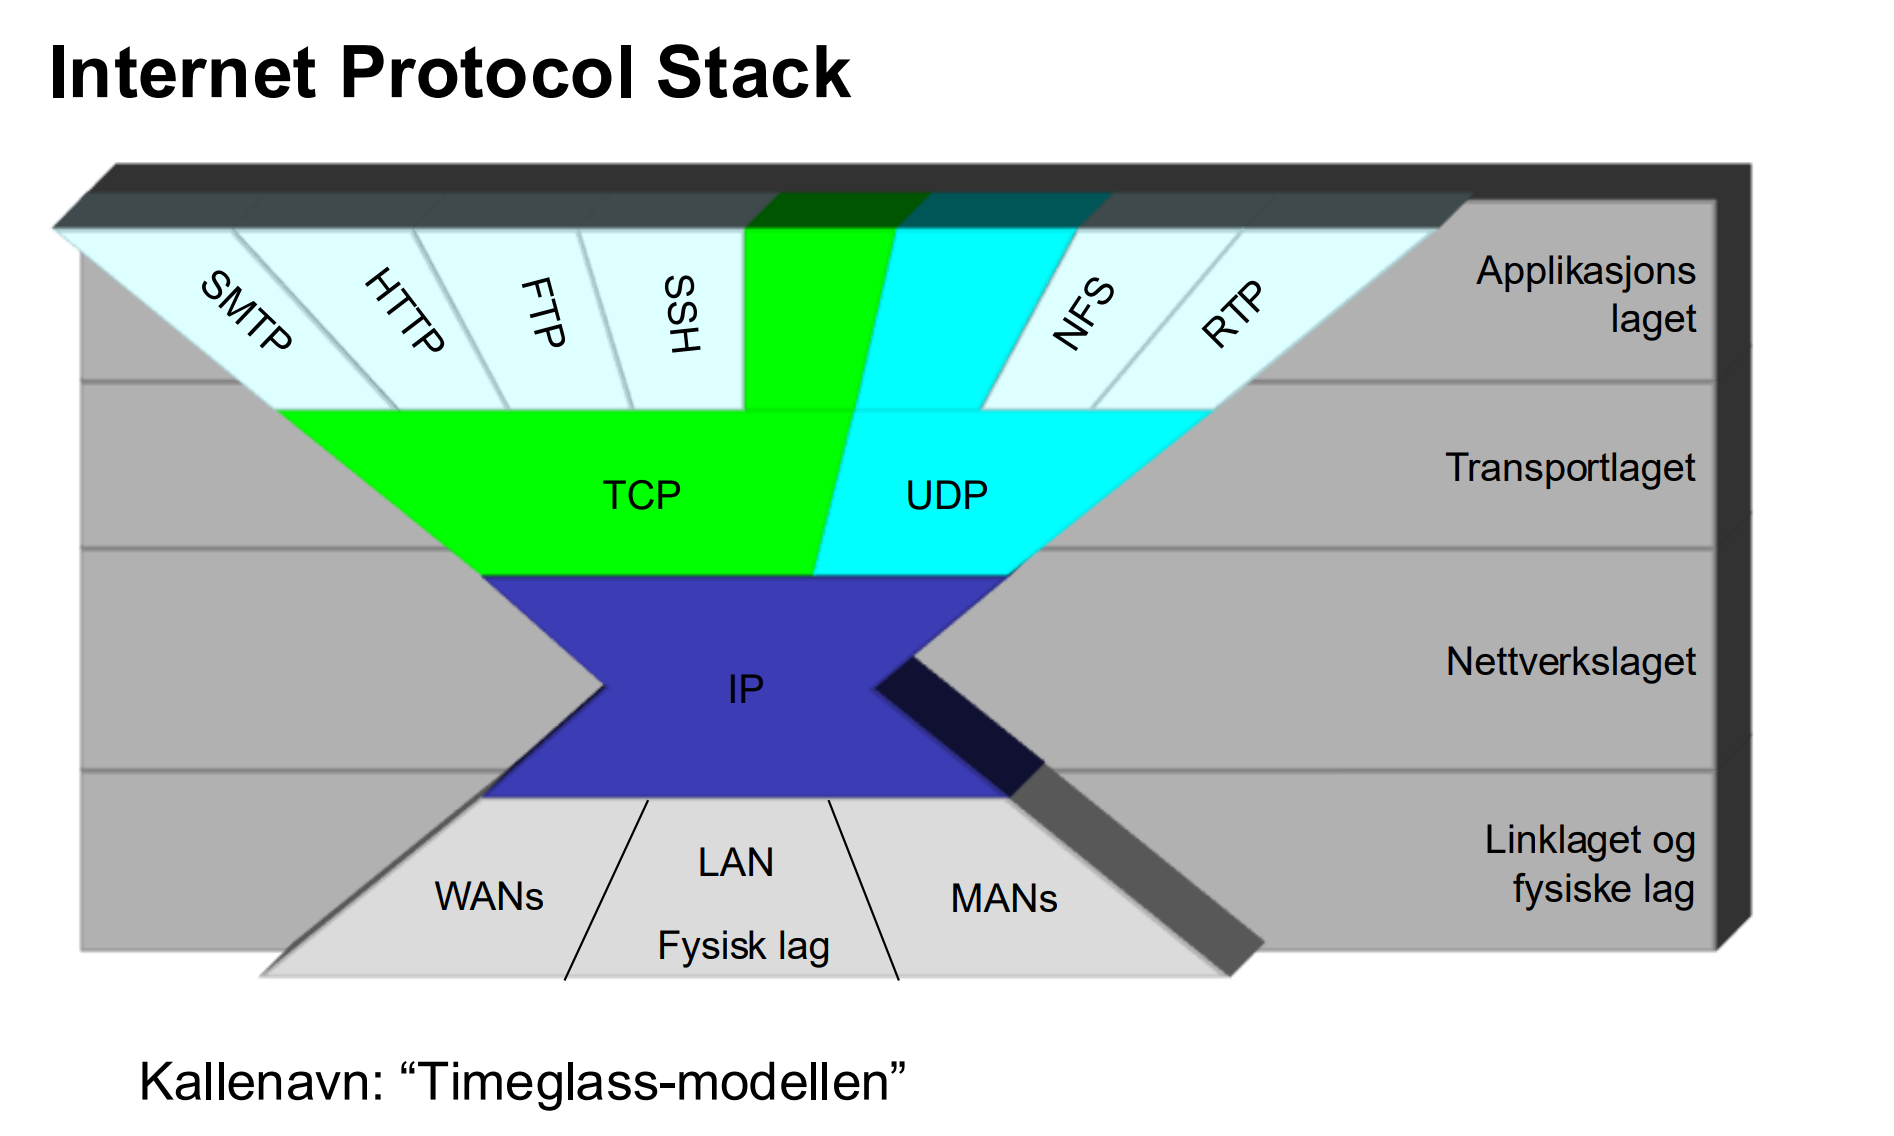 Internet Protocol Stack
SMTP
HTTP
FTP
SSH
NFS
RTP
Applikasjons
laget
TCP
UDP
Transportlaget
IP
Nettverkslaget
WANs
LAN
Fysisk lag
MANs
Linklaget og
fysiske lag
Kallenavn: “Timeglass-modellen”